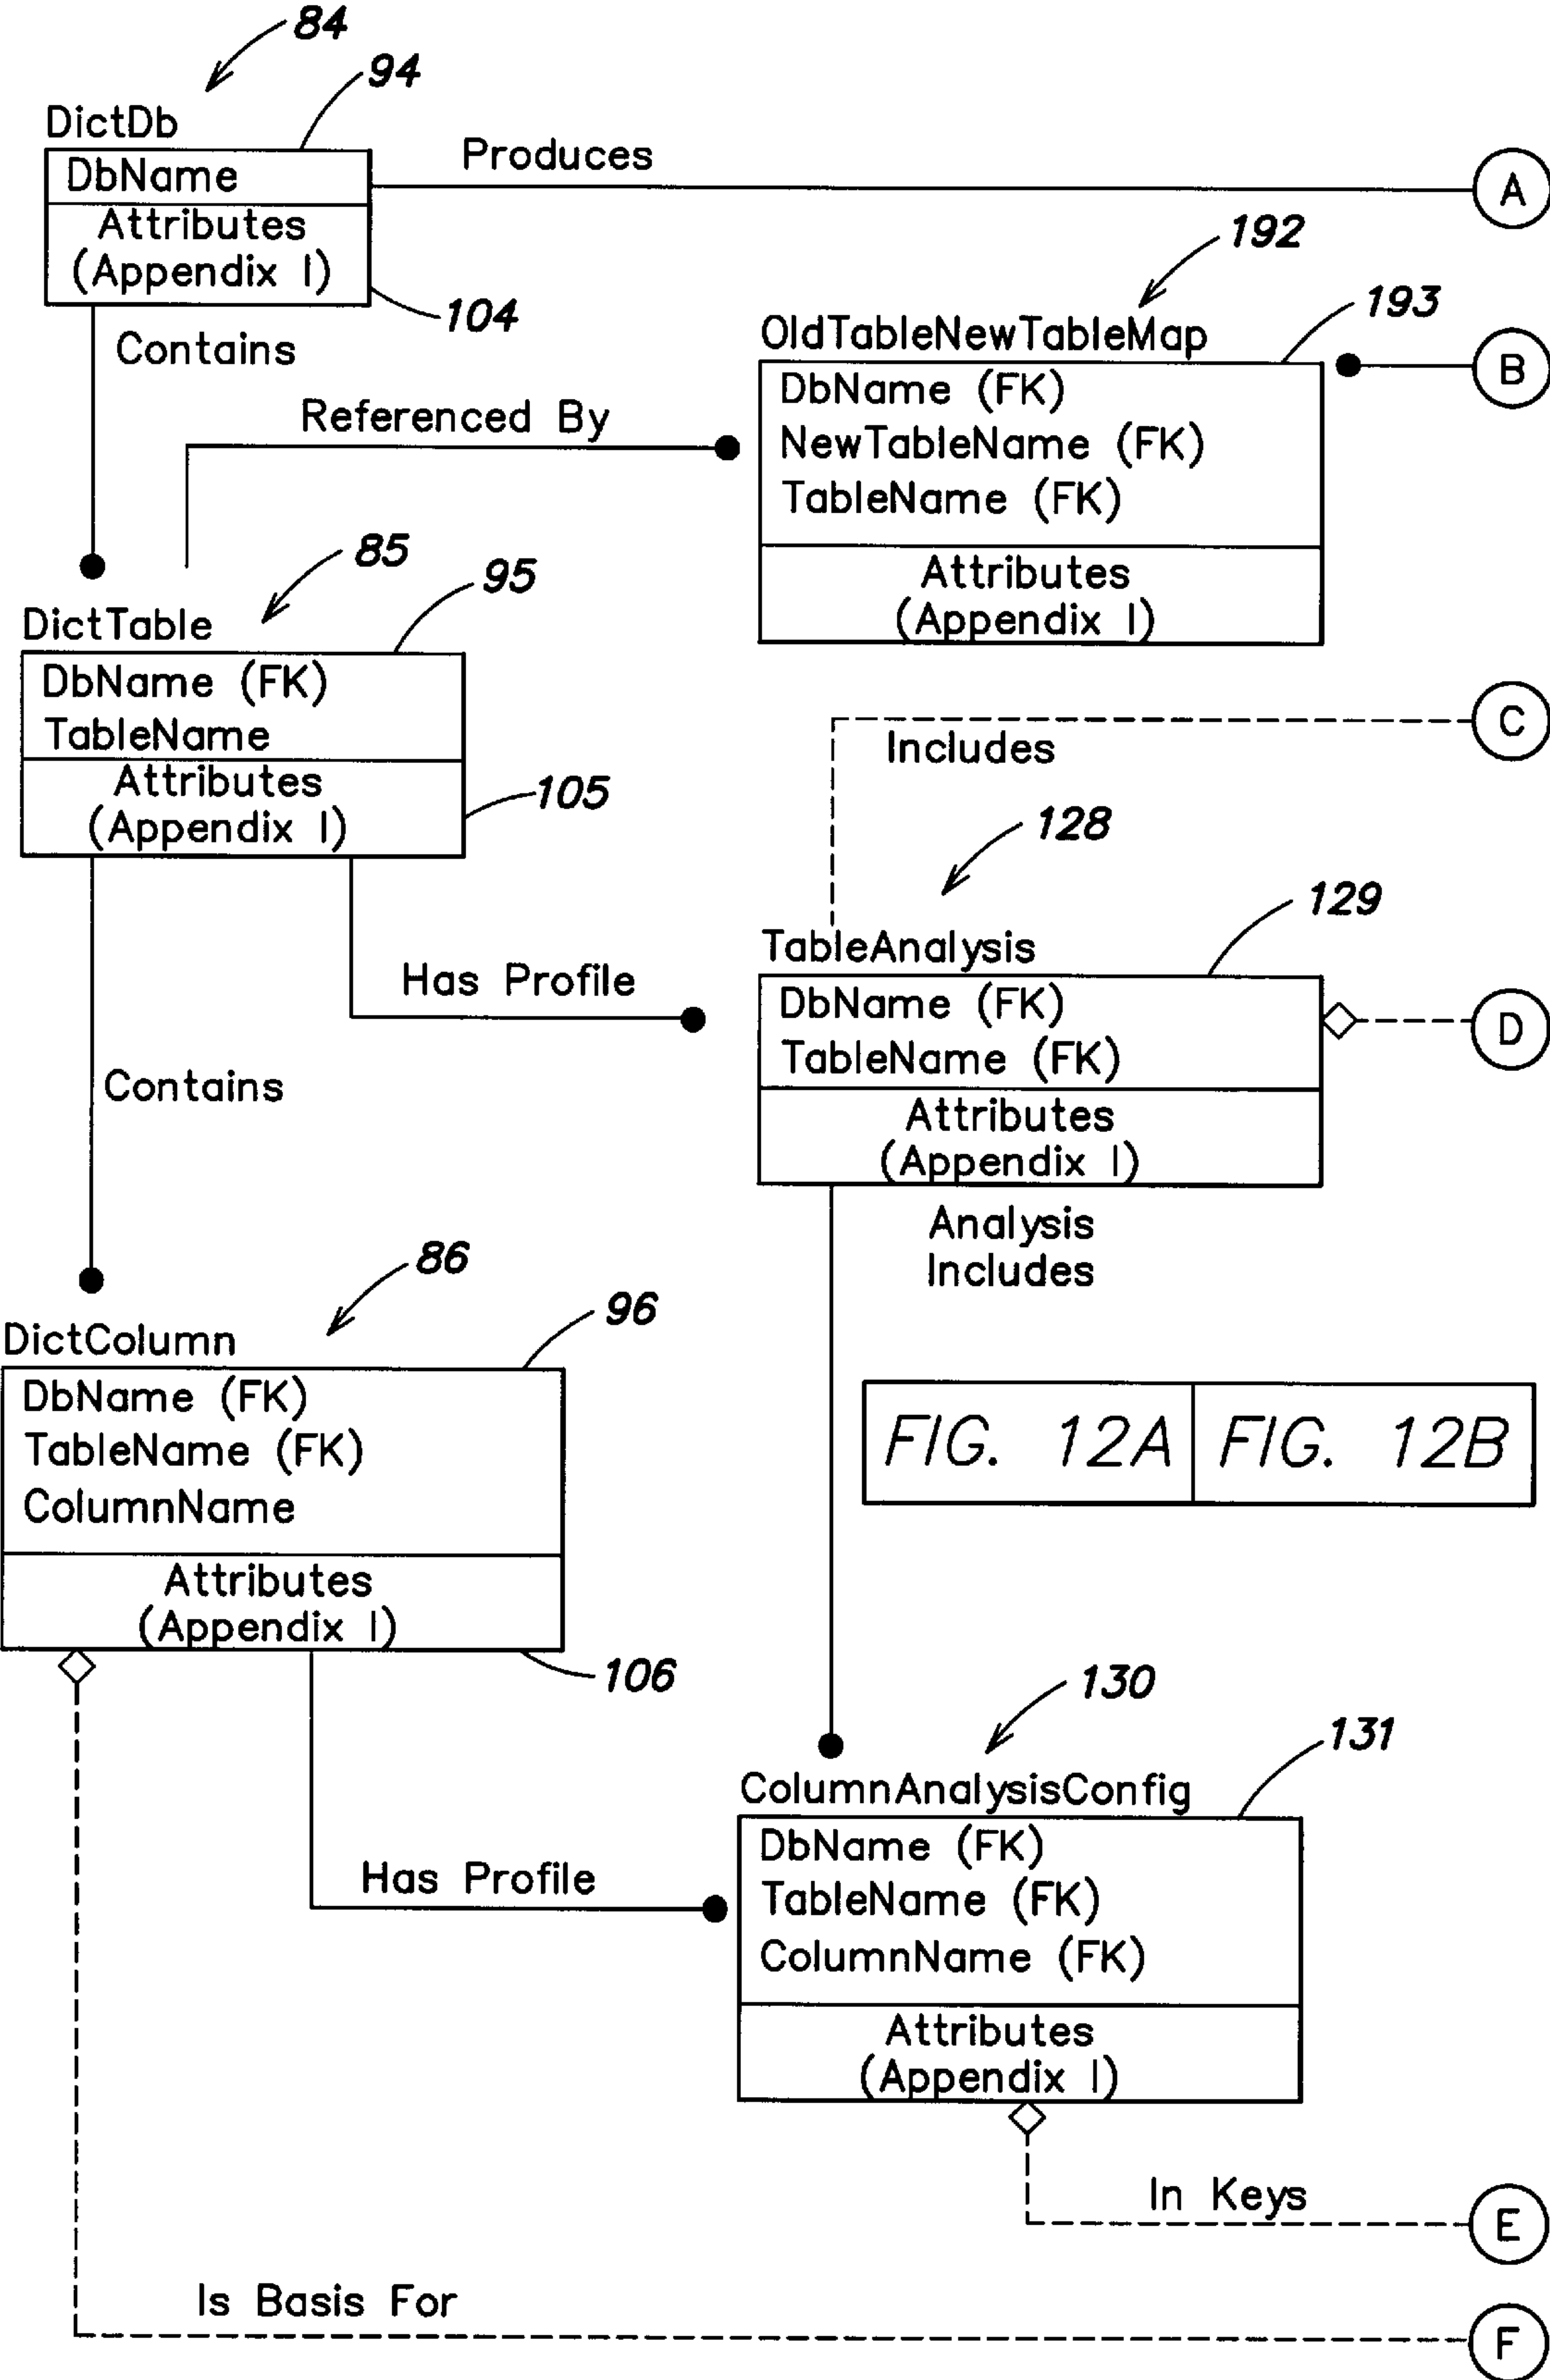 84
94
DictDb
DbName
Attributes
(Appendix I)
104
Produces
A
Contains
192
193
OldTableNewTableMap
DbName (FK)
NewTableName (FK)
TableName (FK)
Attributes
(Appendix I)
B
Referenced By
85
95
DictTable
DbName (FK)
TableName
Attributes
(Appendix I)
105
C
Includes
128
129
TableAnalysis
DbName (FK)
TableName (FK)
Attributes
(Appendix I)
D
Has Profile
Contains
Analysis
Includes
86
96
DictColumn
DbName (FK)
TableName (FK)
ColumnName
Attributes
(Appendix I)
106
FIG. 12A
FIG. 12B
130
131
ColumnAnalysisConfig
DbName (FK)
TableName (FK)
ColumnName (FK)
Attributes
(Appendix I)
Has Profile
In Keys
E
Is Basis For
F